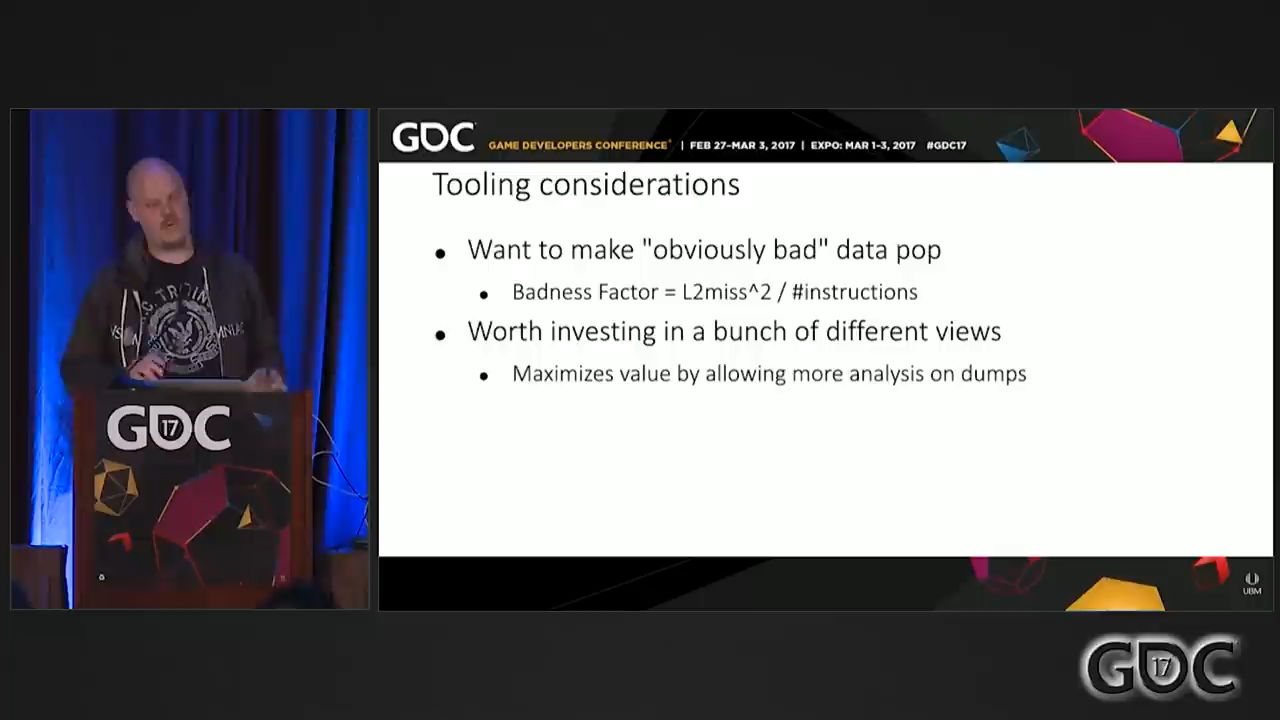 GDC
GAME DEVELOPERS CONFERENCE | FEB 27–MAR 3, 2017 | EXPO: MAR 1–3, 2017 #GDC17
Tooling considerations
Want to make "obviously bad" data pop
Badness Factor = L2miss^2 / #instructions
Worth investing in a bunch of different views
Maximizes value by allowing more analysis on dumps
GDC
17
UBM
GDC
17